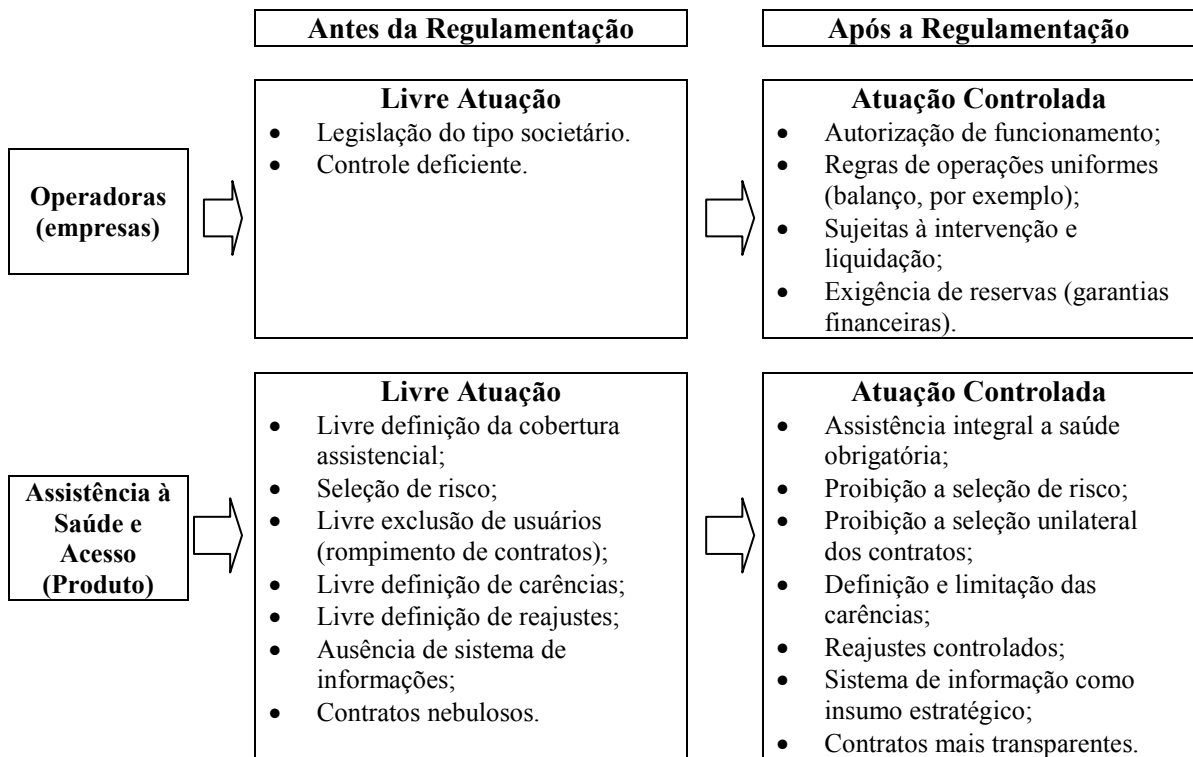 Antes da Regulamentação
Após a Regulamentação
Operadoras
(empresas)
Livre Atuação
• Legislação do tipo societário.
• Controle deficiente.
Atuação Controlada
• Autorização de funcionamento;
• Regras de operações uniformes
(balanço, por exemplo);
• Sujeitas à intervenção e
liquidação;
• Exigência de reservas (garantias
financeiras).
Assistência à
Saúde e
Acesso
(Produto)
Livre Atuação
• Livre definição da cobertura
assistencial;
• Seleção de risco;
• Livre exclusão de usuários
(rompimento de contratos);
• Livre definição de carências;
• Livre definição de reajustes;
• Ausência de sistema de
informações;
• Contratos nebulosos.
Atuação Controlada
• Assistência integral a saúde
obrigatória;
• Proibição a seleção de risco;
• Proibição a seleção unilateral
dos contratos;
• Definição e limitação das
carências;
• Reajustes controlados;
• Sistema de informação como
insumo estratégico;
• Contratos mais transparentes.